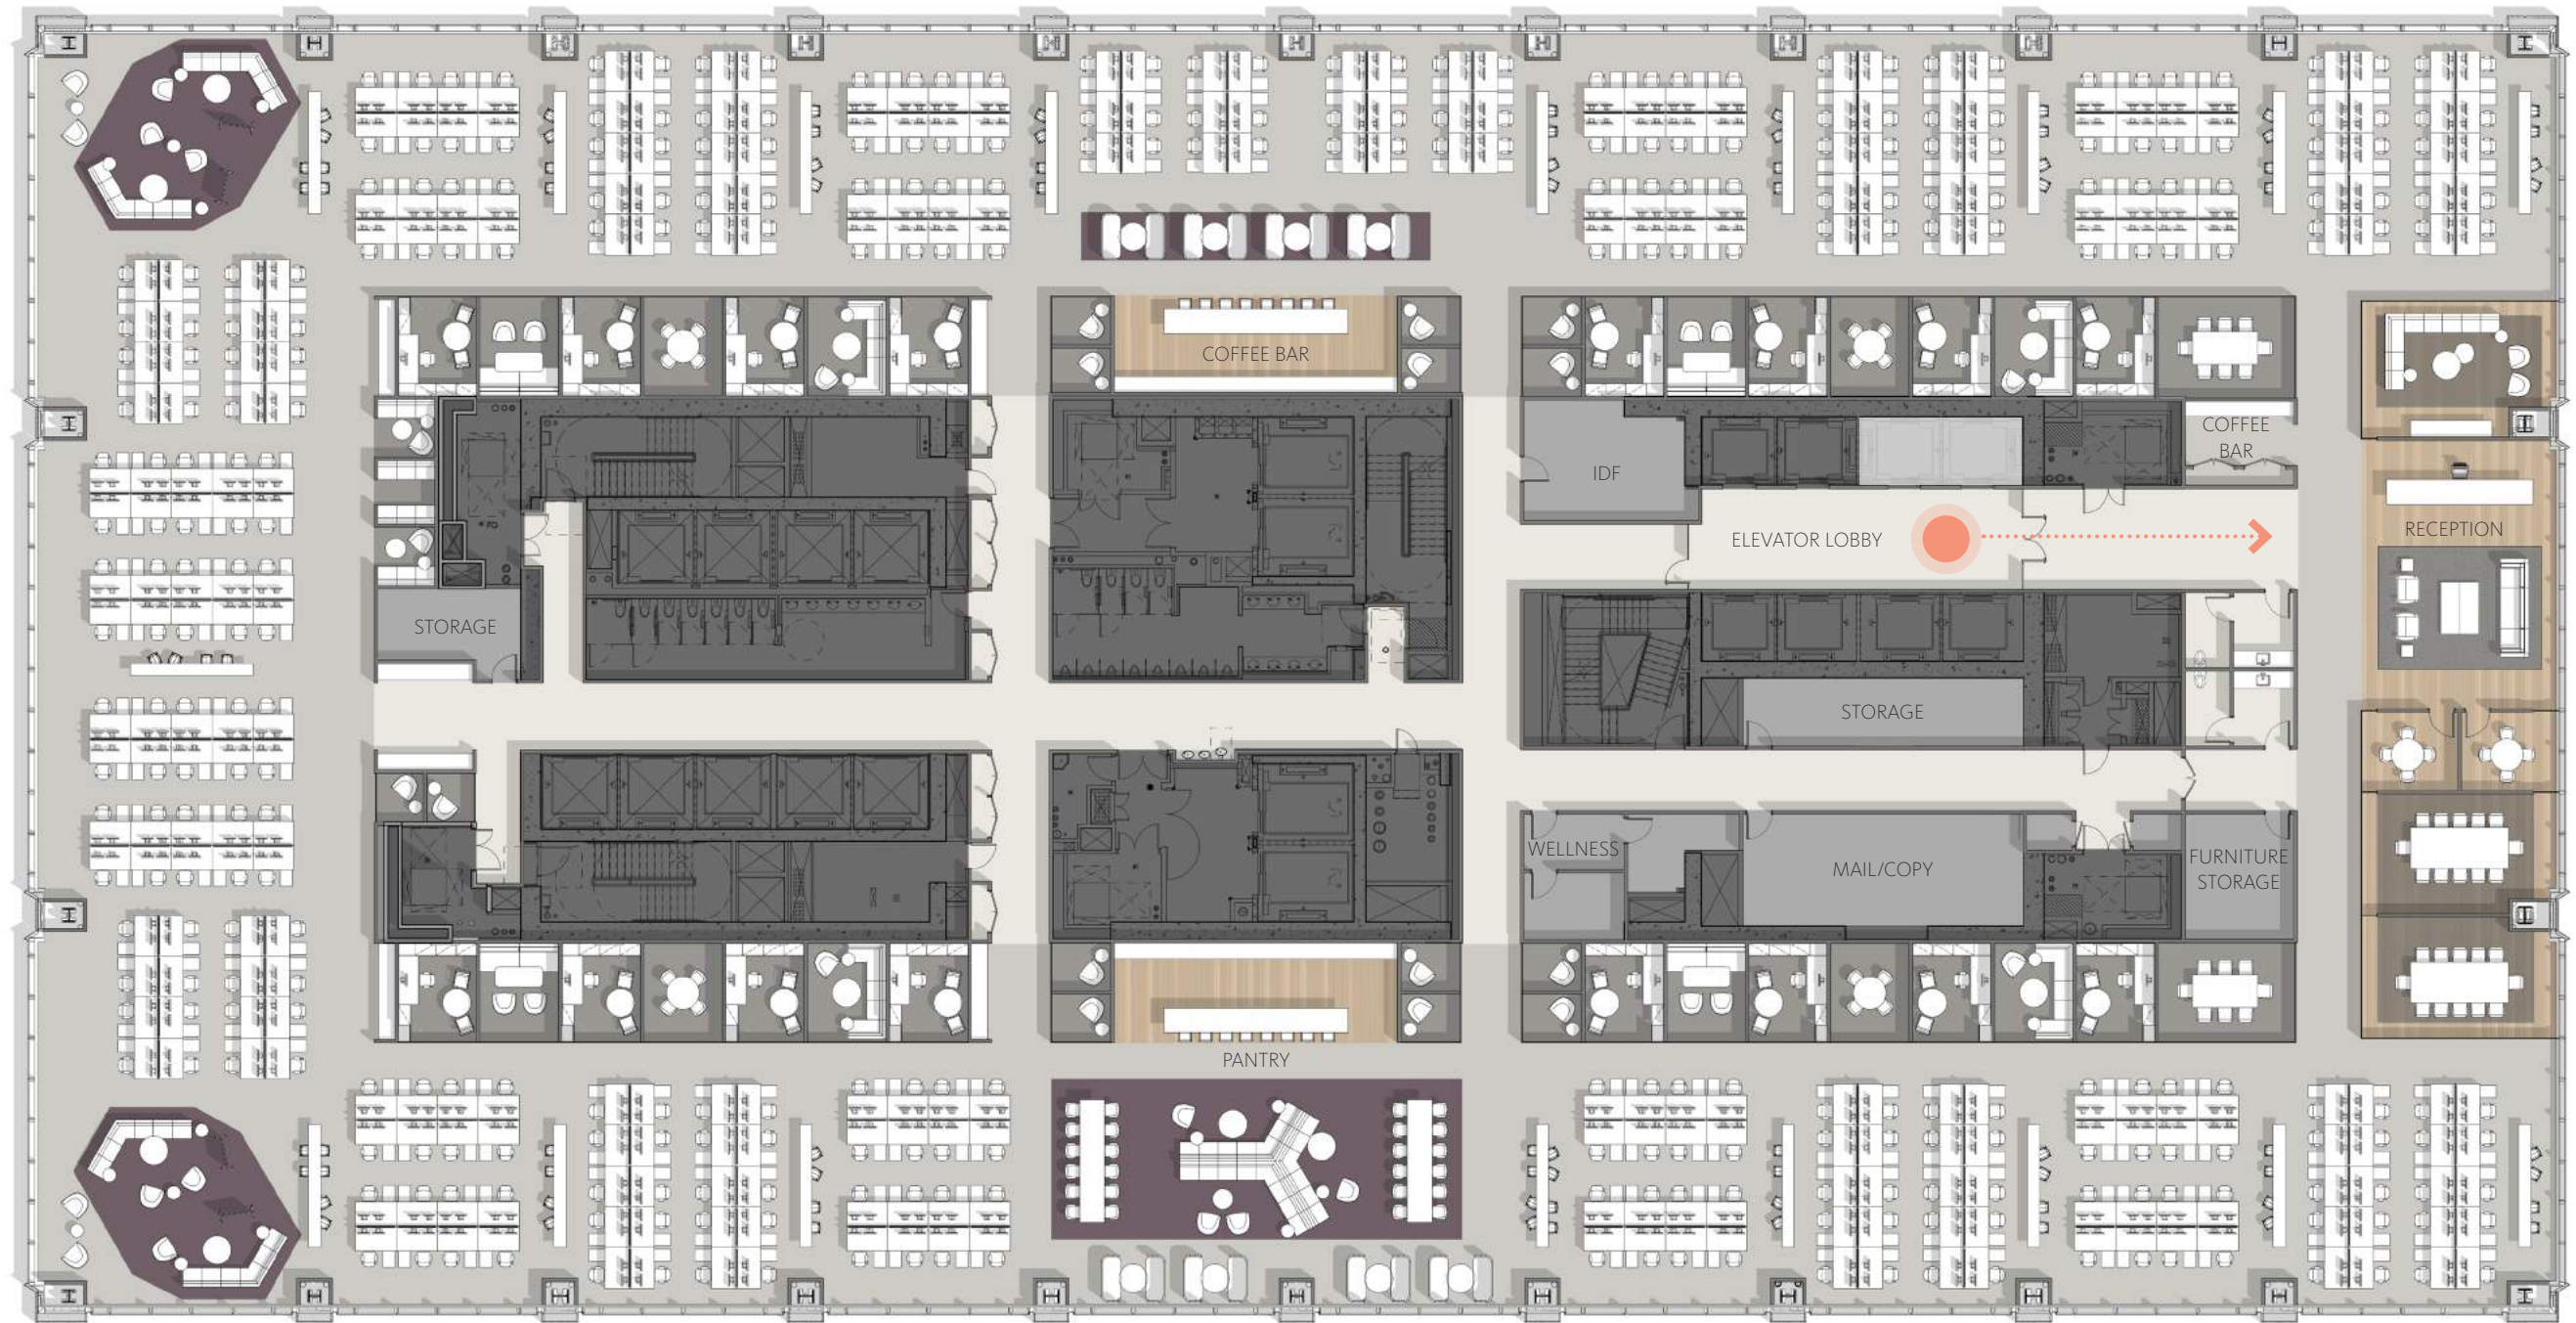 COFFEE BAR
COFFEE
BAR
IDF
RECEPTION
ELEVATOR LOBBY
STORAGE
STORAGE
WELLNESS
MAIL/COPY
FURNITURE
STORAGE
PANTRY